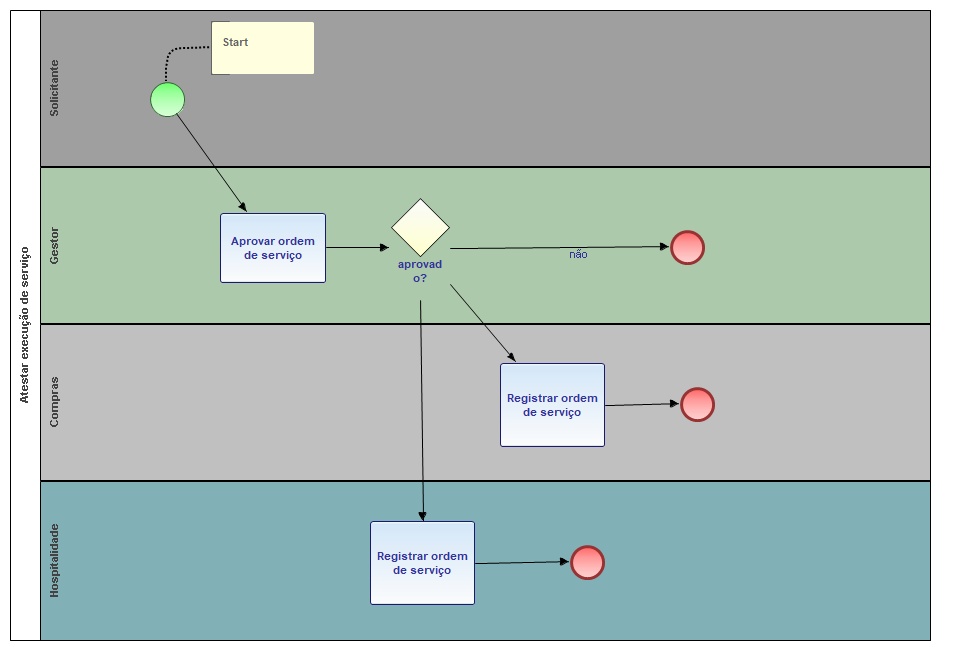 Atestar execução de serviço
Solicitante
Start
Gestor
Aprovar ordem
de serviço
aprovad
o?
não
Compras
Registrar ordem
de serviço
Hospitalidade
Registrar ordem
de serviço